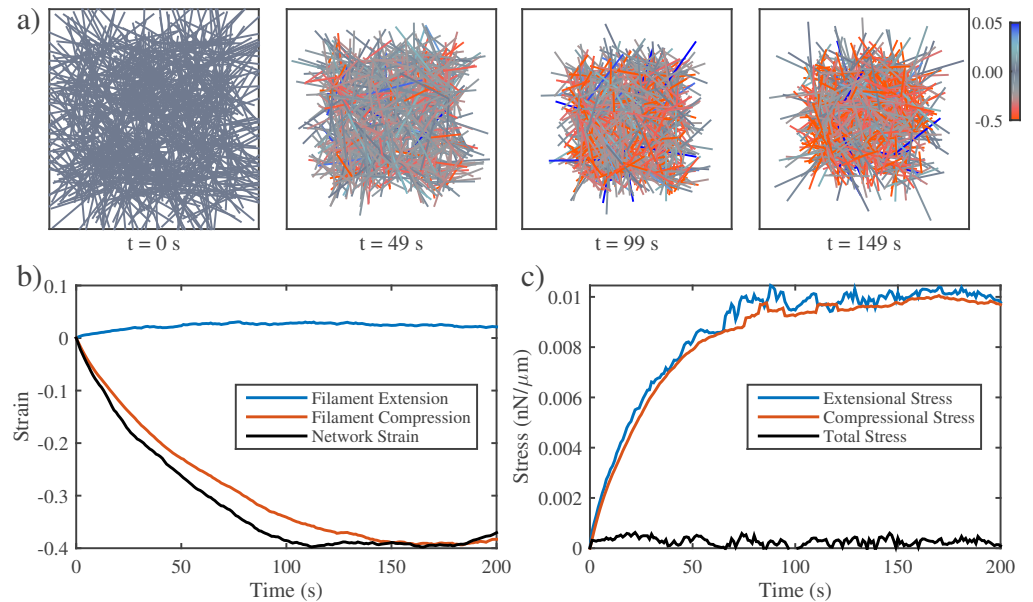 a)
0.05
0.00
-0.5
t = 0 s
t = 49 s
t = 99 s
t = 149 s
b)
0.1
0
-0.1
-0.2
-0.3
-0.4
Strain
Filament Extension
Filament Compression
Network Strain
0
50
100
150
200
Time (s)
c)
0.01
0.008
0.006
0.004
0.002
0
Stress (nN/μm)
Extensional Stress
Compressional Stress
Total Stress
0
50
100
150
200
Time (s)